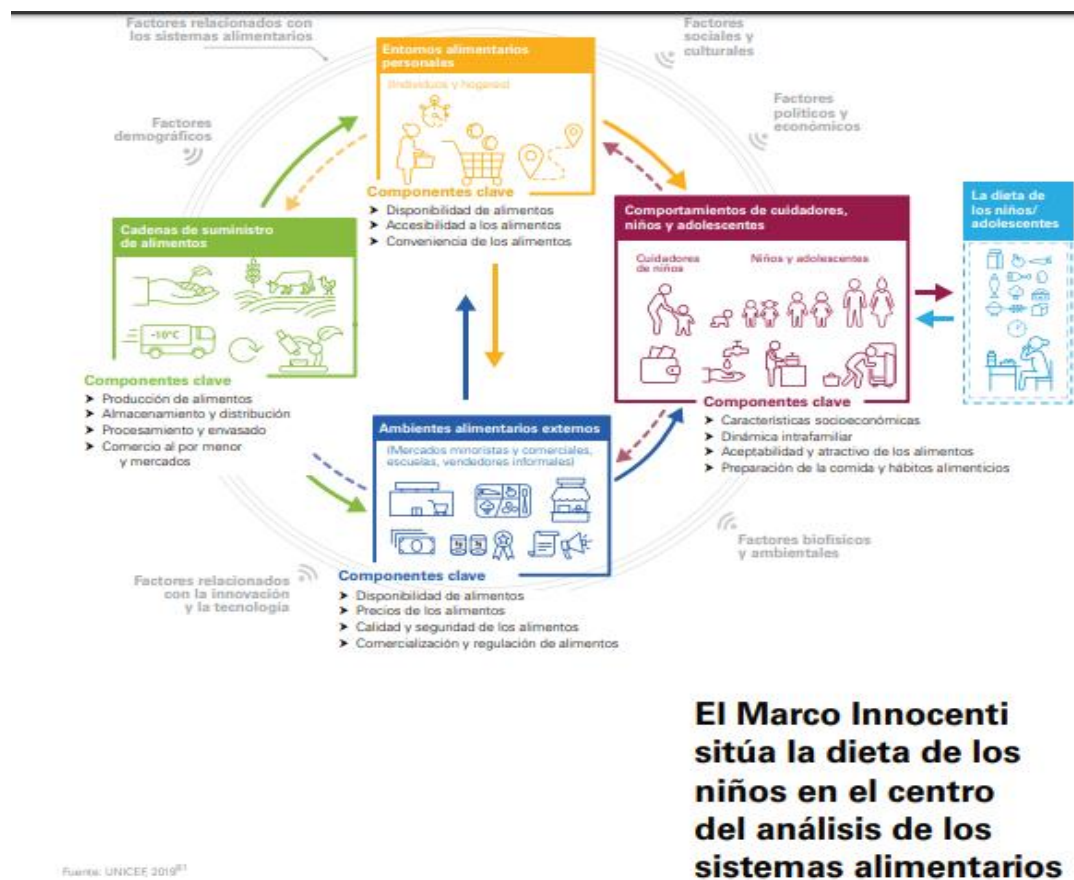 Factores relacionados con
los sistemas alimentarios
Factores
sociales y
culturales
Entornos alimentarios
personales
(Individuos y hogares)
Factores
demográficos
Factores
políticos y
económicos
Componentes clave
➤ Disponibilidad de alimentos
➤ Accesibilidad a los alimentos
➤ Conveniencia de los alimentos
Cadenas de suministro
de alimentos
-10°C
Componentes clave
➤ Producción de alimentos
➤ Almacenamiento y distribución
➤ Procesamiento y envasado
➤ Comercio al por menor
y mercados
Comportamientos de cuidadores,
niños y adolescentes
Cuidadores
de niños
Niños y adolescentes
Componentes clave
➤ Características socioeconómicas
➤ Dinámica intrafamiliar
➤ Aceptabilidad y atractivo de los alimentos
➤ Preparación de la comida y hábitos alimenticios
La dieta de
los niños/
adolescentes
Ambientes alimentarios externos
(Mercados minoristas y comerciales,
escuelas, vendedores informales)
Componentes clave
➤ Disponibilidad de alimentos
➤ Precios de los alimentos
➤ Calidad y seguridad de los alimentos
➤ Comercialización y regulación de alimentos
Factores biofísicos
y ambientales
Factores relacionados
con la innovación
y la tecnología
El Marco Innocenti
sitúa la dieta de los
niños en el centro
del análisis de los
sistemas alimentarios
Fuente: UNICEF, 2019